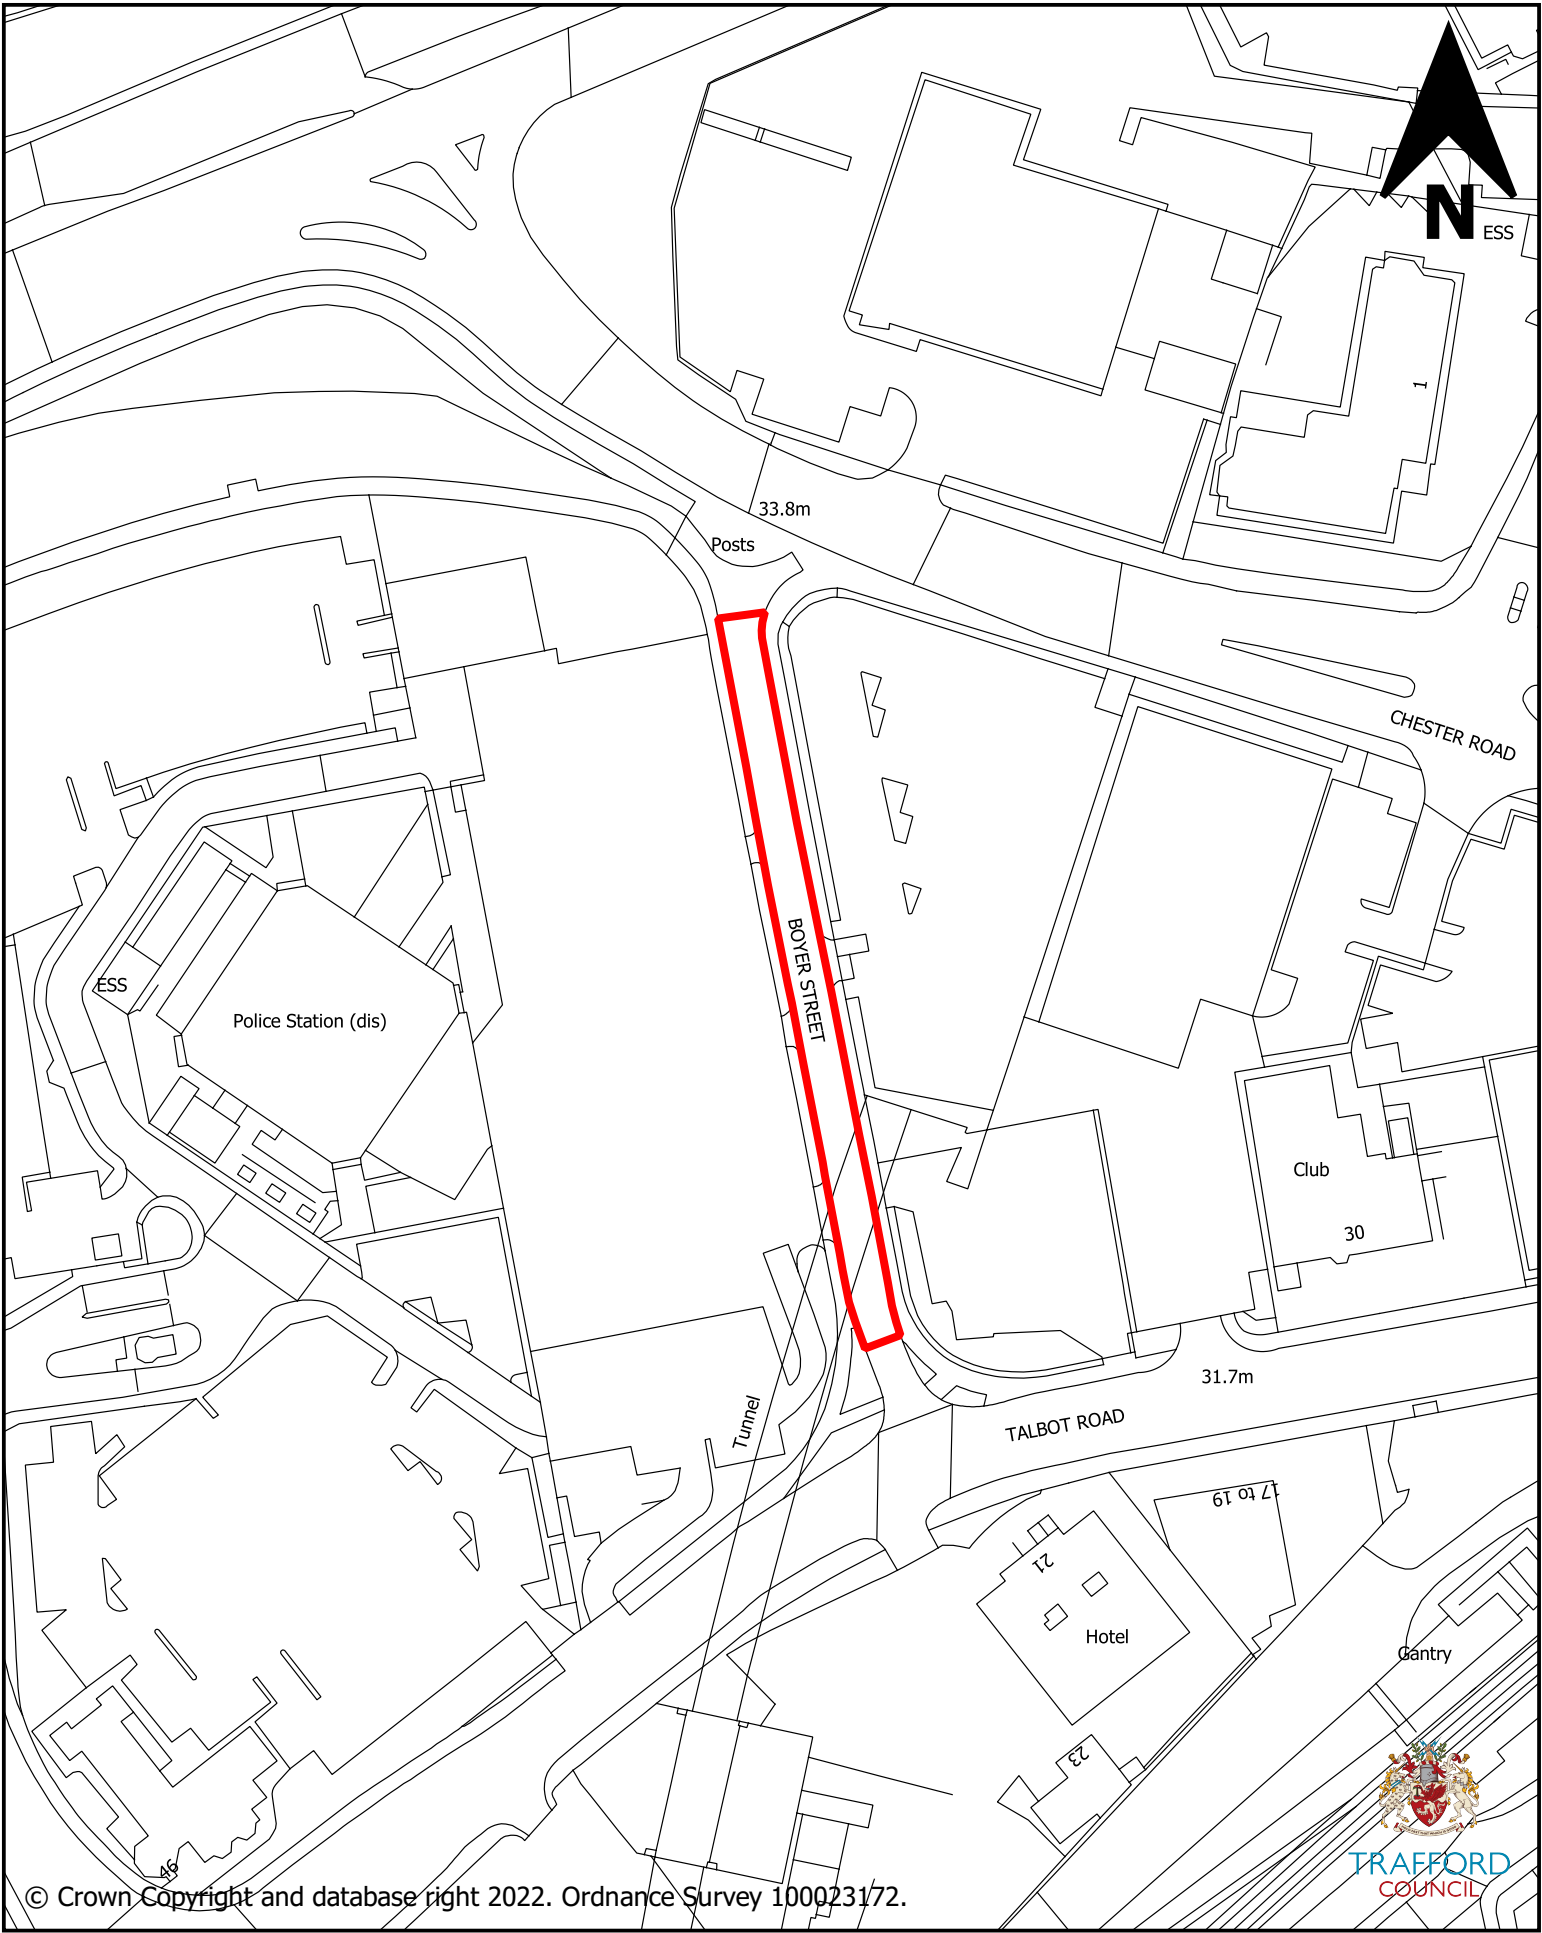 N
ESS
1
33.8m
Posts
CHESTER ROAD
BOYER STREET
ESS
Police Station (dis)
Club
30
31.7m
Tunnel
TALBOT ROAD
17 to 19
21
Hotel
Gantry
23
46
TRAFFORD
COUNCIL
© Crown Copyright and database right 2022. Ordnance Survey 100023172.